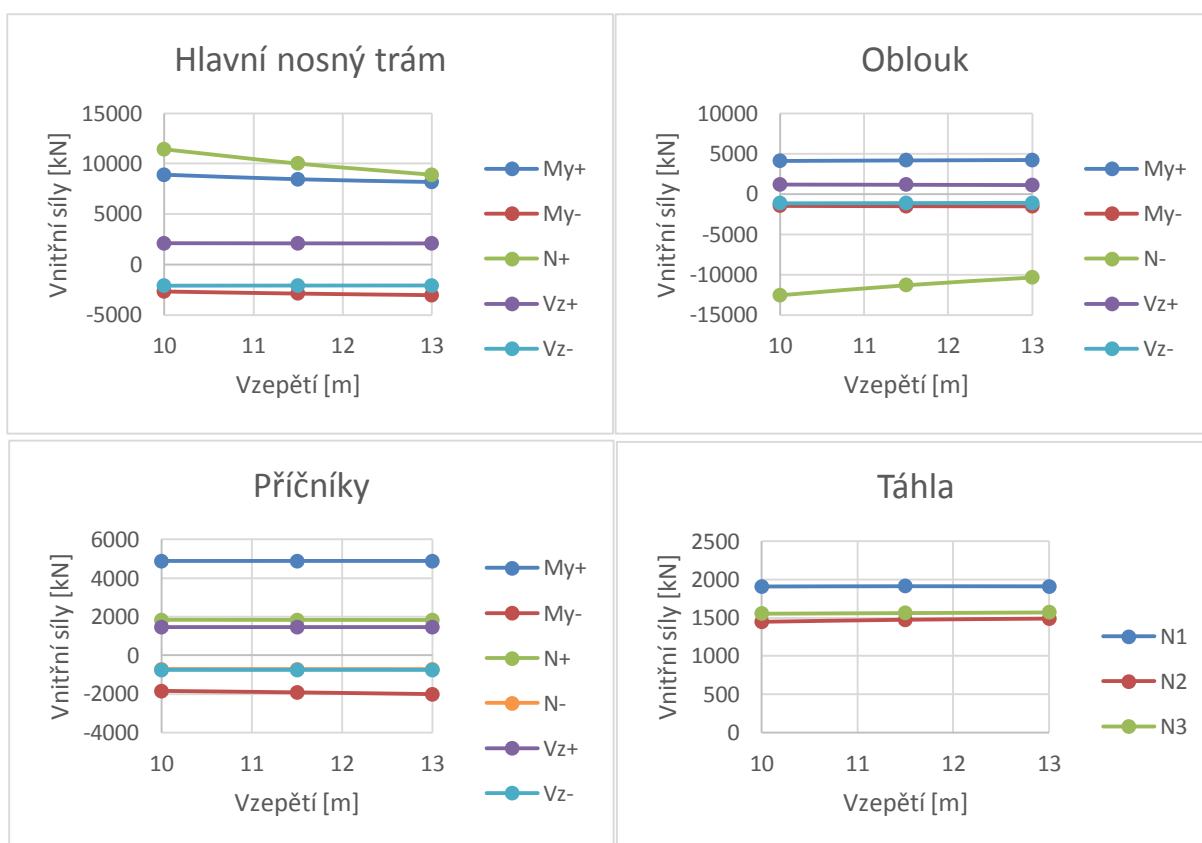 Hlavní nosný trám
Vnitřní síly [kN]
15000
10000
5000
0
-5000
10 11 12 13
Vzepětí [m]
My+
My-
N+
Vz+
Vz-
Oblouk
Vnitřní síly [kN]
10000
5000
0
-5000
-10000
-15000
10 11 12 13
Vzepětí [m]
My+
My-
N-
Vz+
Vz-
Příčníky
Vnitřní síly [kN]
6000
4000
2000
0
-2000
-4000
10 11 12 13
Vzepětí [m]
My+
My-
N+
N-
Vz+
Vz-
Táhla
Vnitřní síly [kN]
2500
2000
1500
1000
500
0
10 11 12 13
Vzepětí [m]
N1
N2
N3